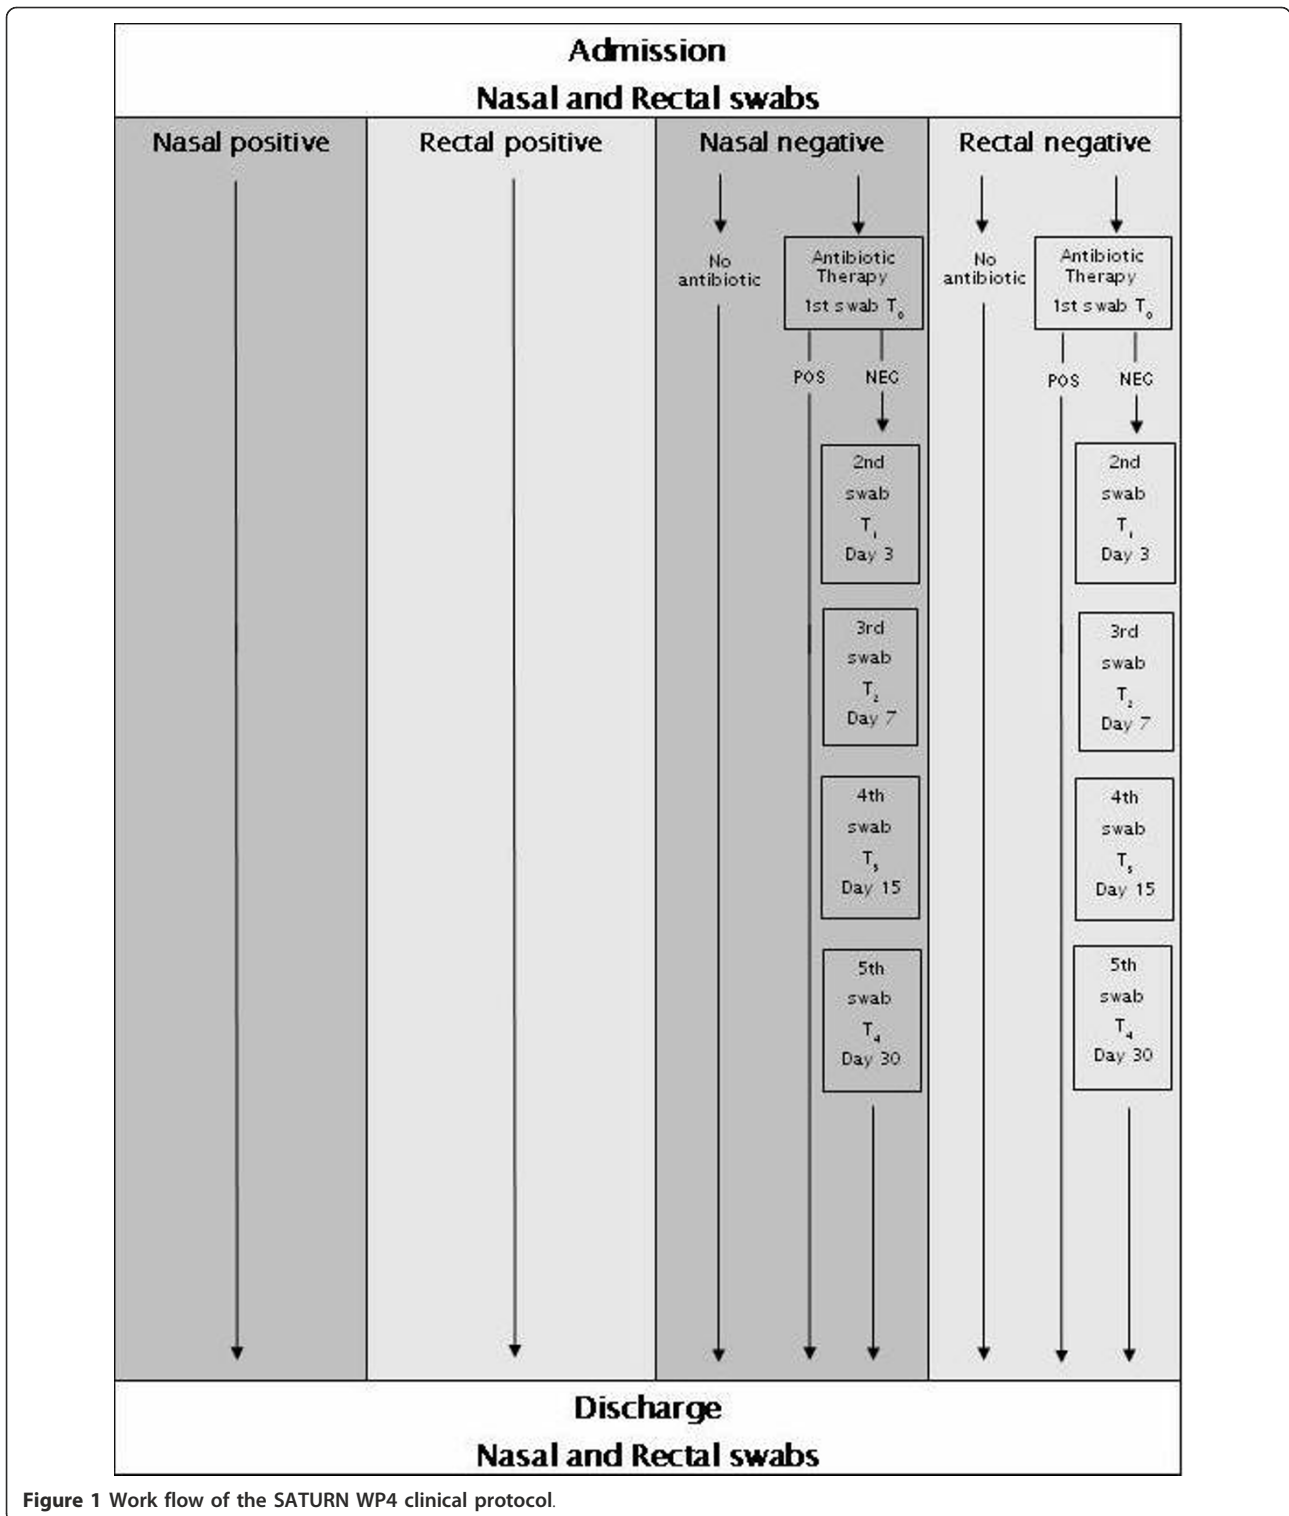 Admission
Nasal and Rectal swabs
Nasal positive
Rectal positive
Nasal negative
Rectal negative
No
antibiotic
Antibiotic
Therapy
1st swab T0
POS
NEG
2nd
swab
T1
Day 3
3rd
swab
T2
Day 7
4th
swab
T3
Day 15
5th
swab
T4
Day 30
No
antibiotic
Antibiotic
Therapy
1st swab T0
POS
NEG
2nd
swab
T1
Day 3
3rd
swab
T2
Day 7
4th
swab
T3
Day 15
5th
swab
T4
Day 30
Discharge
Nasal and Rectal swabs
Figure 1 Work flow of the SATURN WP4 clinical protocol.